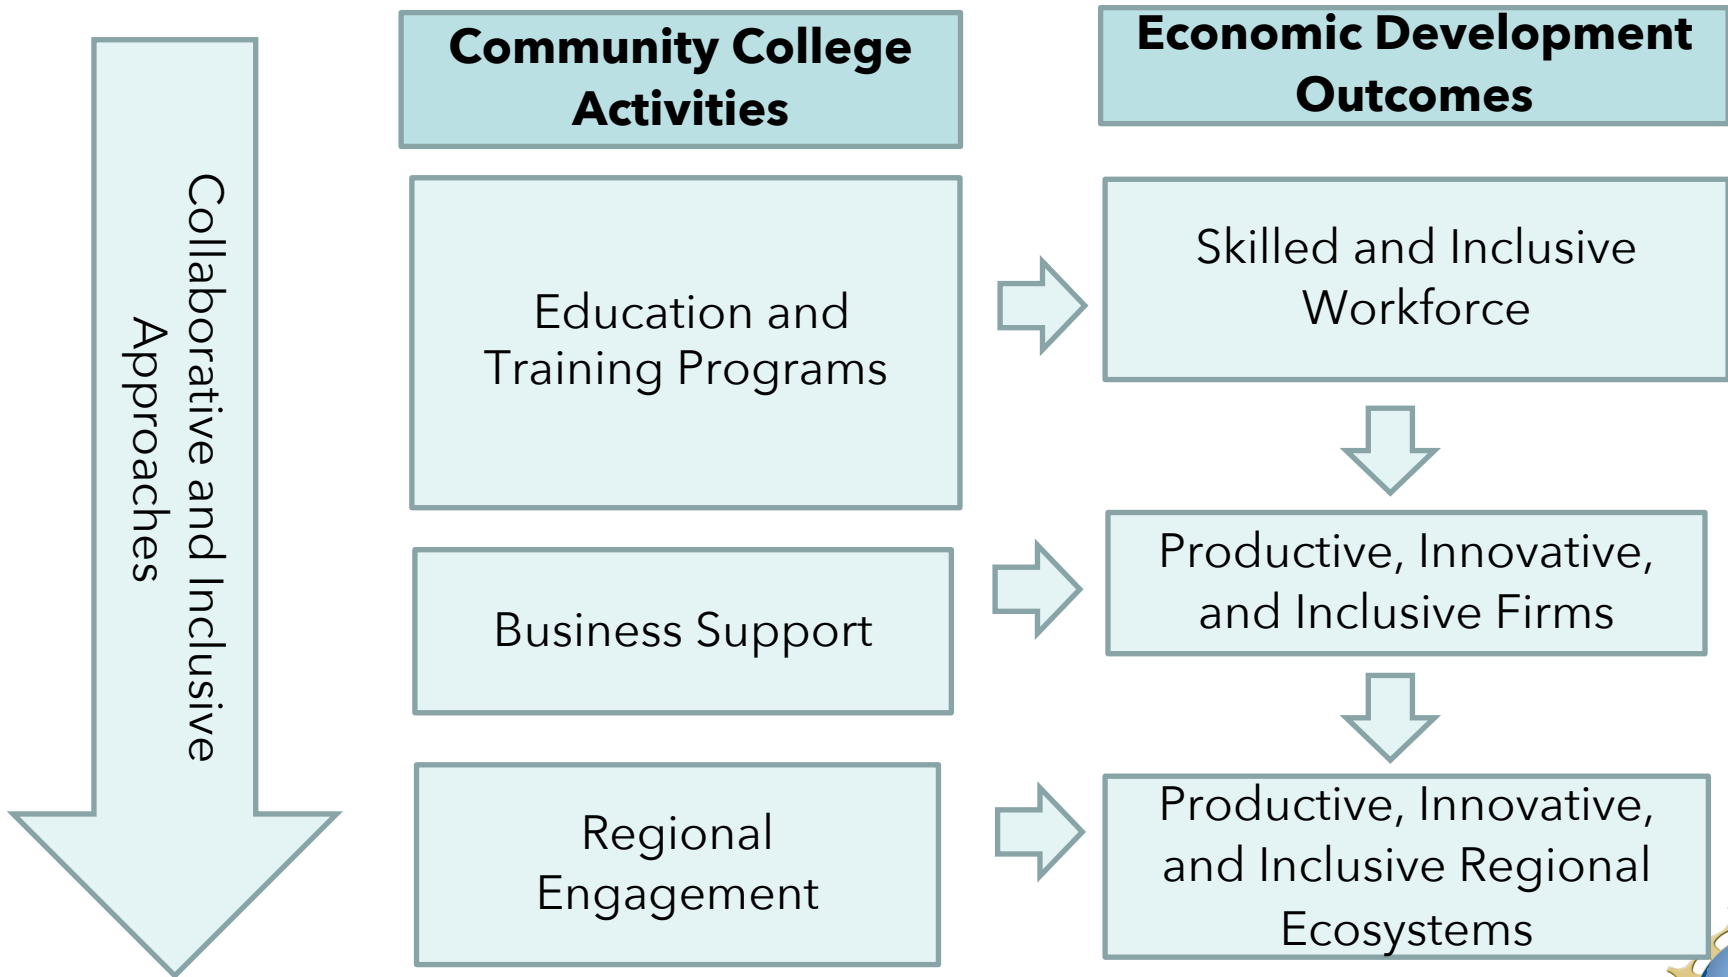 Community College
Activities
Economic Development
Outcomes
Collaborative and Inclusive
Approaches
Education and
Training Programs
Skilled and Inclusive
Workforce
Business Support
Productive, Innovative,
and Inclusive Firms
Regional
Engagement
Productive, Innovative,
and Inclusive Regional
Ecosystems